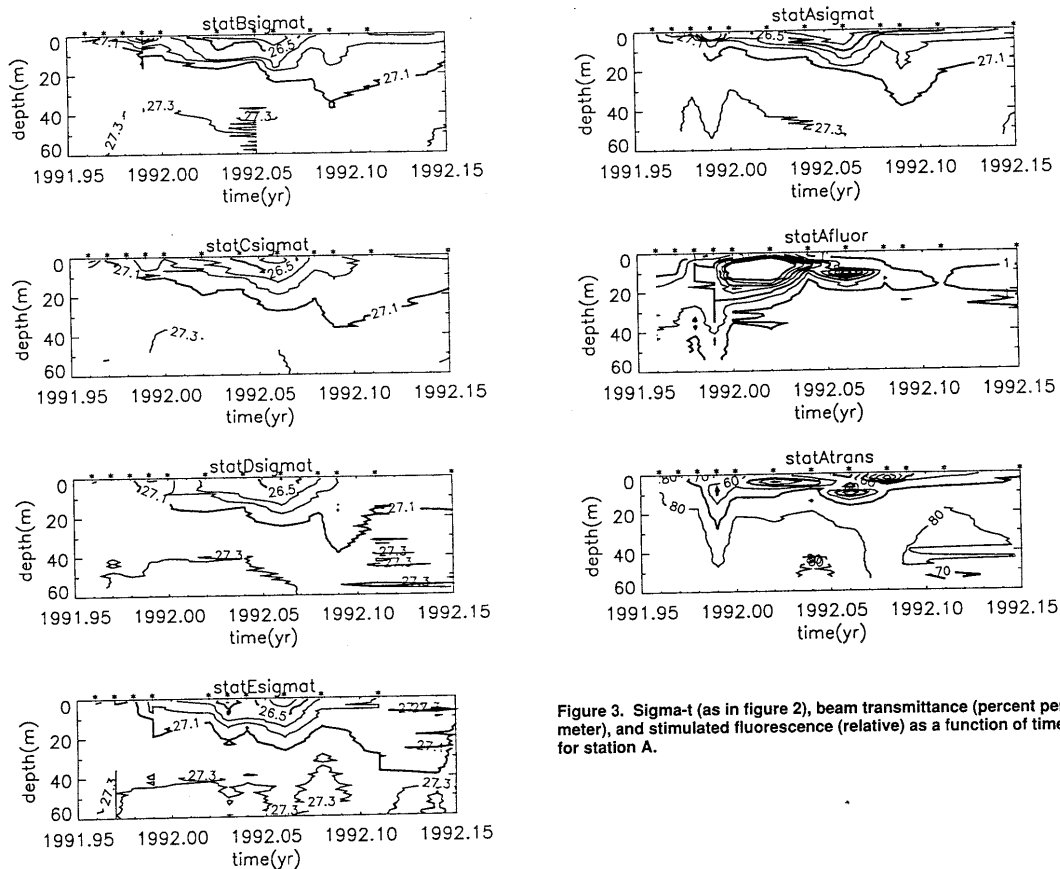 statBsigmat
* * * * * * * * * * * *
27.1
26.5
27.1
27.3
27.3
27.3
0
20
40
60
depth(m)
1991.95 1992.00 1992.05 1992.10 1992.15
time(yr)
statCsigmat
27.1
26.5
27.1
27.3
0
20
40
60
depth(m)
1991.95 1992.00 1992.05 1992.10 1992.15
time(yr)
statDsigmat
27.1
26.5
27.1
27.3
27.3
27.3
27.3
0
20
40
60
depth(m)
1991.95 1992.00 1992.05 1992.10 1992.15
time(yr)
statEsigmat
26.5
27.1
27.3
27.1
27.3
27.3
27.3
27.3
0
20
40
60
depth(m)
1991.95 1992.00 1992.05 1992.10 1992.15
time(yr)
statAsigmat
27.1
26.5
27.1
27.3
0
20
40
60
depth(m)
1991.95 1992.00 1992.05 1992.10 1992.15
time(yr)
statAfluor
1
0
20
40
60
depth(m)
1991.95 1992.00 1992.05 1992.10 1992.15
time(yr)
statAtrans
80
70
60
60
80
80
80
70
0
20
40
60
depth(m)
1991.95 1992.00 1992.05 1992.10 1992.15
time(yr)
Figure 3. Sigma-t (as in figure 2), beam transmittance (percent per
meter), and stimulated fluorescence (relative) as a function of time
for station A.